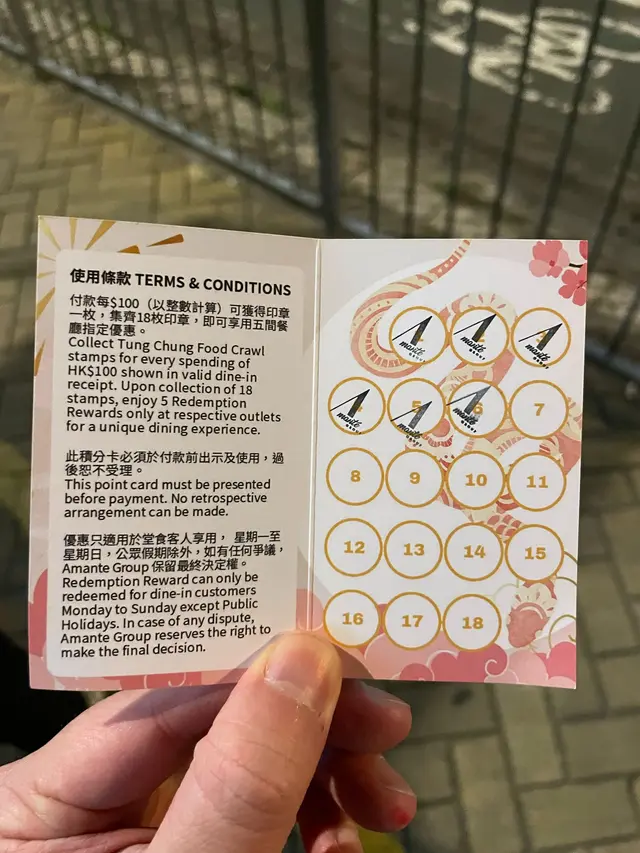 使用條款 TERMS & CONDITIONS
付款每$100（以整數計算）可獲得印章
一枚，集齊18枚印章，即可享用五間餐
廳指定優惠。
Collect Tung Chung Food Crawl
stamps for every spending of
HK$100 shown in valid dine-in
receipt. Upon collection of 18
stamps, enjoy 5 Redemption
Rewards only at respective outlets
for a unique dining experience.
此積分卡必須於付款前出示及使用，過
後恕不受理。
This point card must be presented
before payment. No retrospective
arrangement can be made.
優惠只適用於堂食客人享用， 星期一至
星期日，公眾假期除外，如有任何爭議，
Amante Group 保留最終決定權。
Redemption Reward can only be
redeemed for dine-in customers
Monday to Sunday except Public
Holidays. In case of any dispute,
Amante Group reserves the right to
make the final decision.
5 6 7
8 9 10 11
12 13 14 15
16 17 18